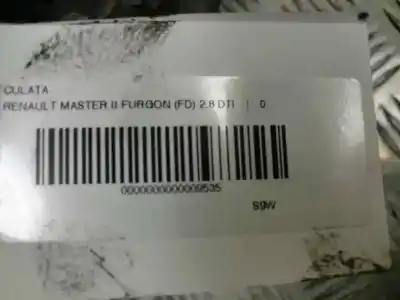 CULATA
RENAULT MASTER II FURGON (FD) 2.8 DTI | 0
0000000000009535
S9W